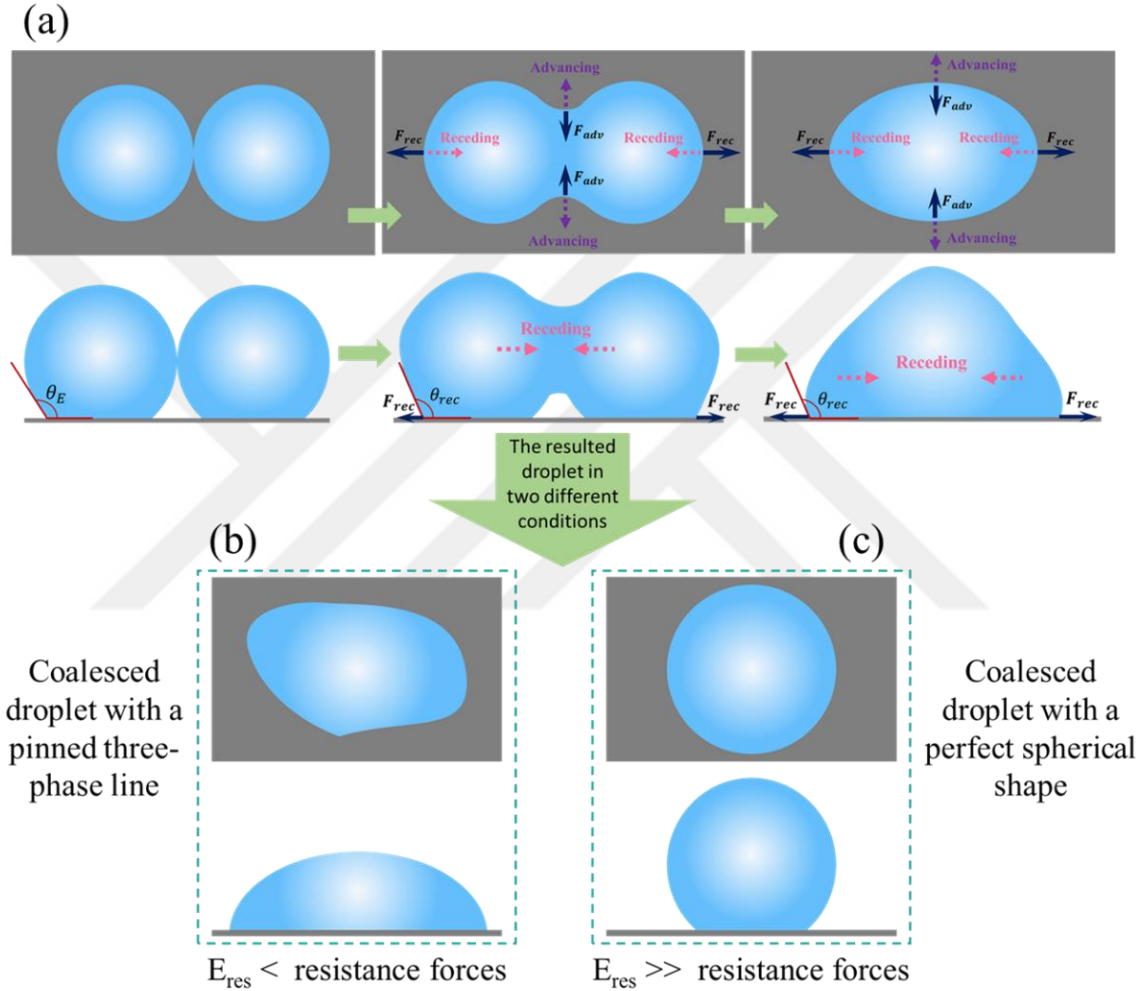 (a)
Advancing
F_adv
F_rec
Receding
Receding
F_rec
F_adv
Advancing
Advancing
F_adv
F_rec
Receding
Receding
F_rec
F_adv
Advancing
θ_E
Receding
F_rec
θ_rec
F_rec
Receding
F_rec
θ_rec
F_rec
The resulted
droplet in
two different
conditions
(b)
(c)
Coalesced
droplet with a
pinned three-
phase line
Coalesced
droplet with a
perfect spherical
shape
E_res < resistance forces
E_res >> resistance forces